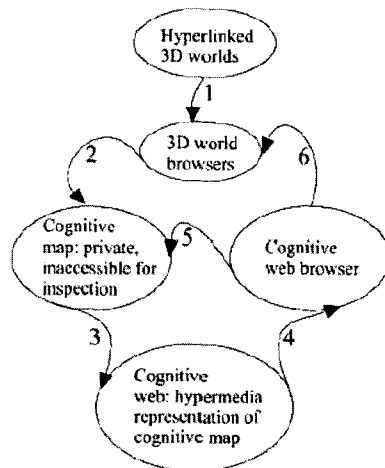 Hyperlinked
3D worlds
1
3D world
browsers
2
6
Cognitive
map: private,
inaccessible for
inspection
5
Cognitive
web browser
3
4
Cognitive
web: hypermedia
representation of
cognitive map